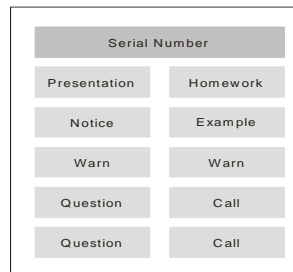 Serial Number
Presentation Homework
Notice Example
Warn Warn
Question Call
Question Call